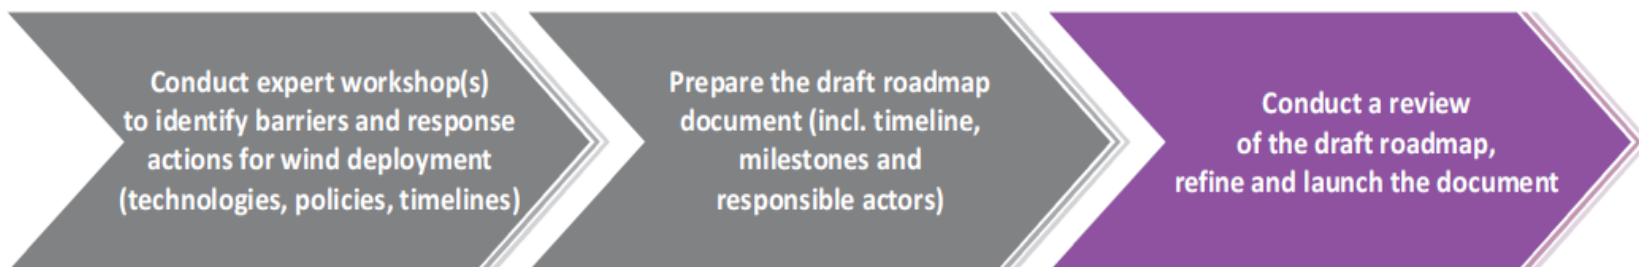 Conduct expert workshop(s)
to identify barriers and response
actions for wind deployment
(technologies, policies, timelines)
Prepare the draft roadmap
document (incl. timeline,
milestones and
responsible actors)
Conduct a review
of the draft roadmap,
refine and launch the document